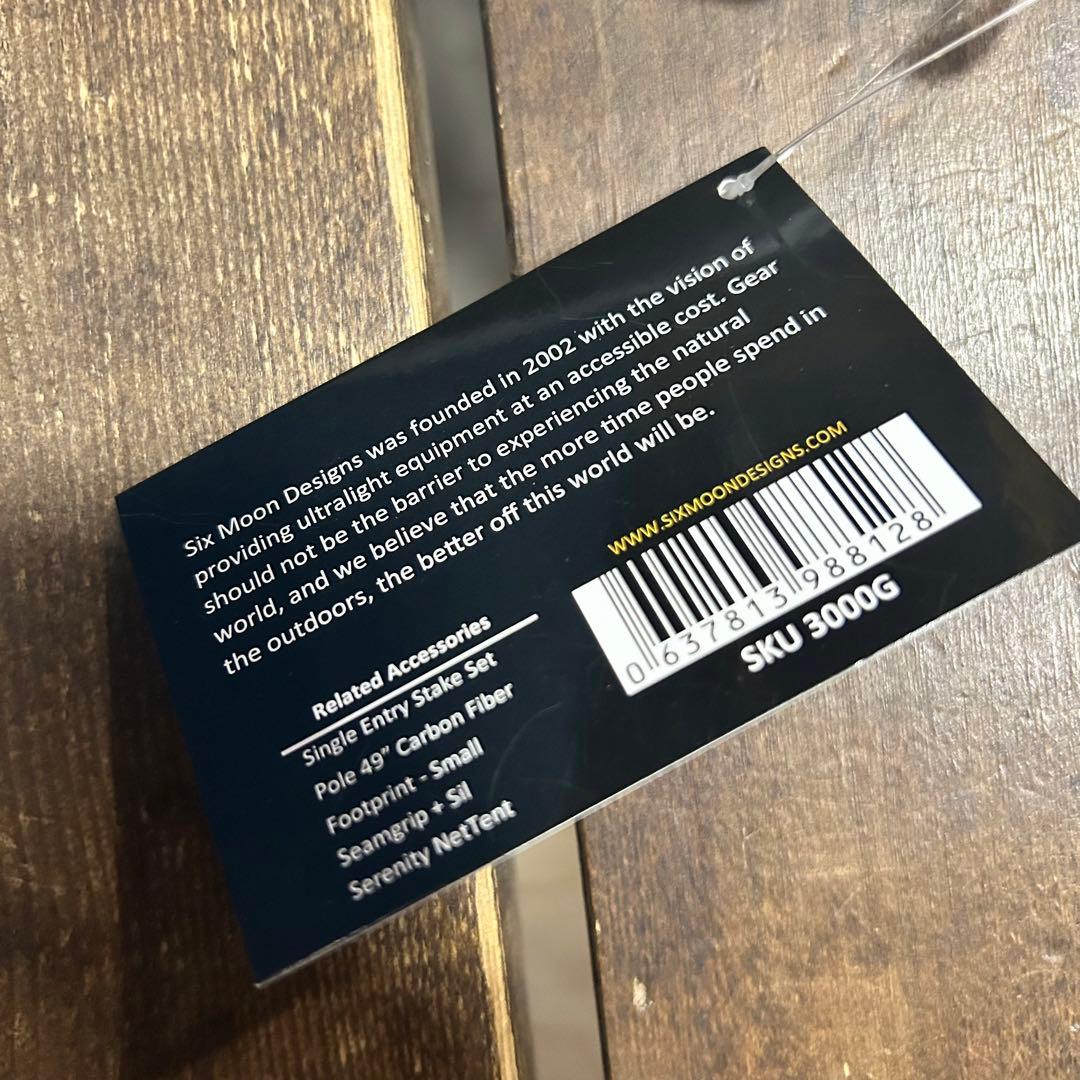 Six Moon Designs was founded in 2002 with the vision of
providing ultralight equipment at an accessible cost. Gear
should not be the barrier to experiencing the natural
world, and we believe that the more time people spend in
the outdoors, the better off this world will be.
WWW.SIXMOONDESIGNS.COM
0 637813 988128
SKU 3000G
Related Accessories
Single Entry Stake Set
Pole 49” Carbon Fiber
Footprint - Small
Seamgrip + Sil
Serenity NetTent